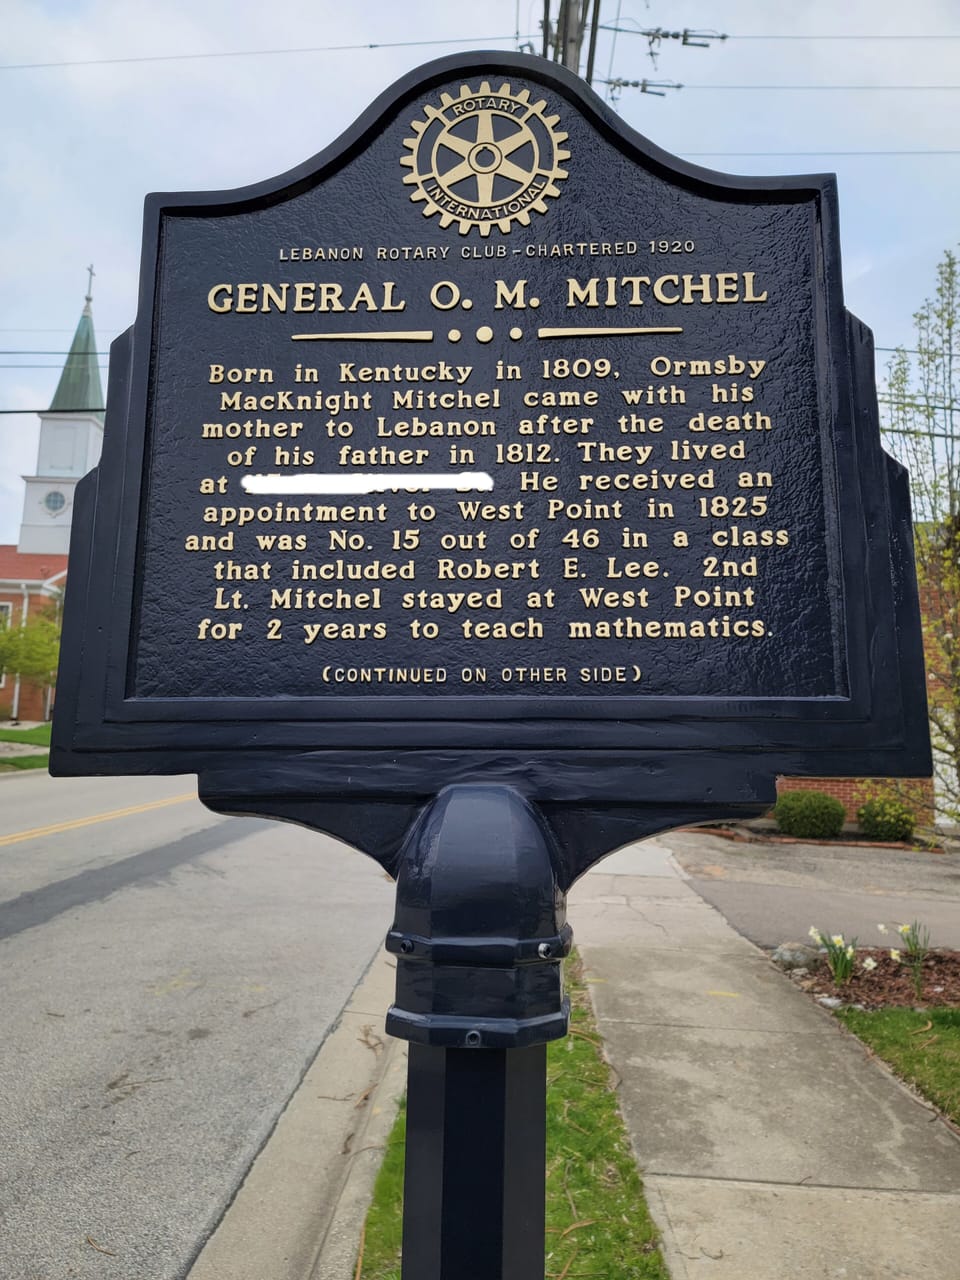 ROTARY
INTERNATIONAL
LEBANON ROTARY CLUB-CHARTERED 1920
GENERAL O. M. MITCHEL
Born in Kentucky in 1809, Ormsby
MacKnight Mitchel came with his
mother to Lebanon after the death
of his father in 1812. They lived
at He received an
appointment to West Point in 1825
and was No. 15 out of 46 in a class
that included Robert E. Lee. 2nd
Lt. Mitchel stayed at West Point
for 2 years to teach mathematics.
(CONTINUED ON OTHER SIDE)